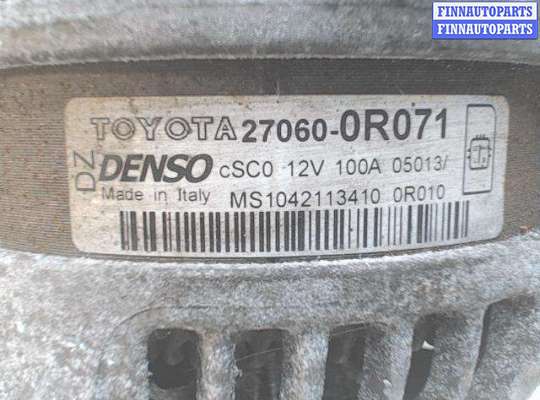 FINNAUTOPARTS
FINNAUTOPARTS
TOYOTA 27060-0R071
DZ DENSO cSC0 12V 100A 05013/
Made in Italy MS1042113410 0R010